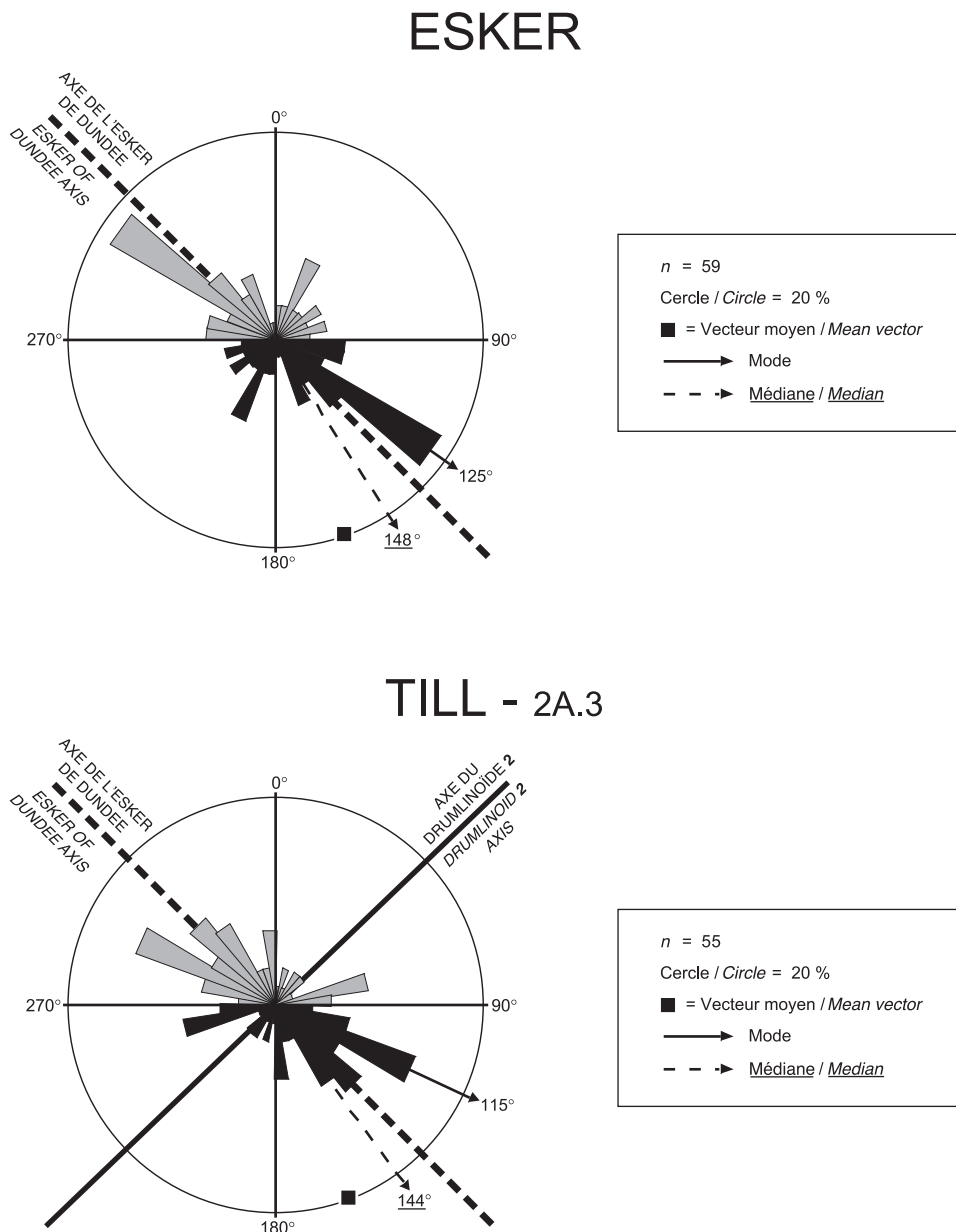 ESKER
AXE DE L'ESKER
DE DUNDEE
ESKER OF
DUNDEE AXIS
0°
270°
90°
125°
148°
180°
n = 59
Cercle / Circle = 20 %
= Vecteur moyen / Mean vector
Mode
Médiane / Median
TILL - 2A.3
AXE DE L'ESKER
DE DUNDEE
ESKER OF
DUNDEE AXIS
0°
AXE DU
DRUMLINOÏDE 2
DRUMLINOID 2
AXIS
270°
90°
115°
144°
180°
n = 55
Cercle / Circle = 20 %
= Vecteur moyen / Mean vector
Mode
Médiane / Median